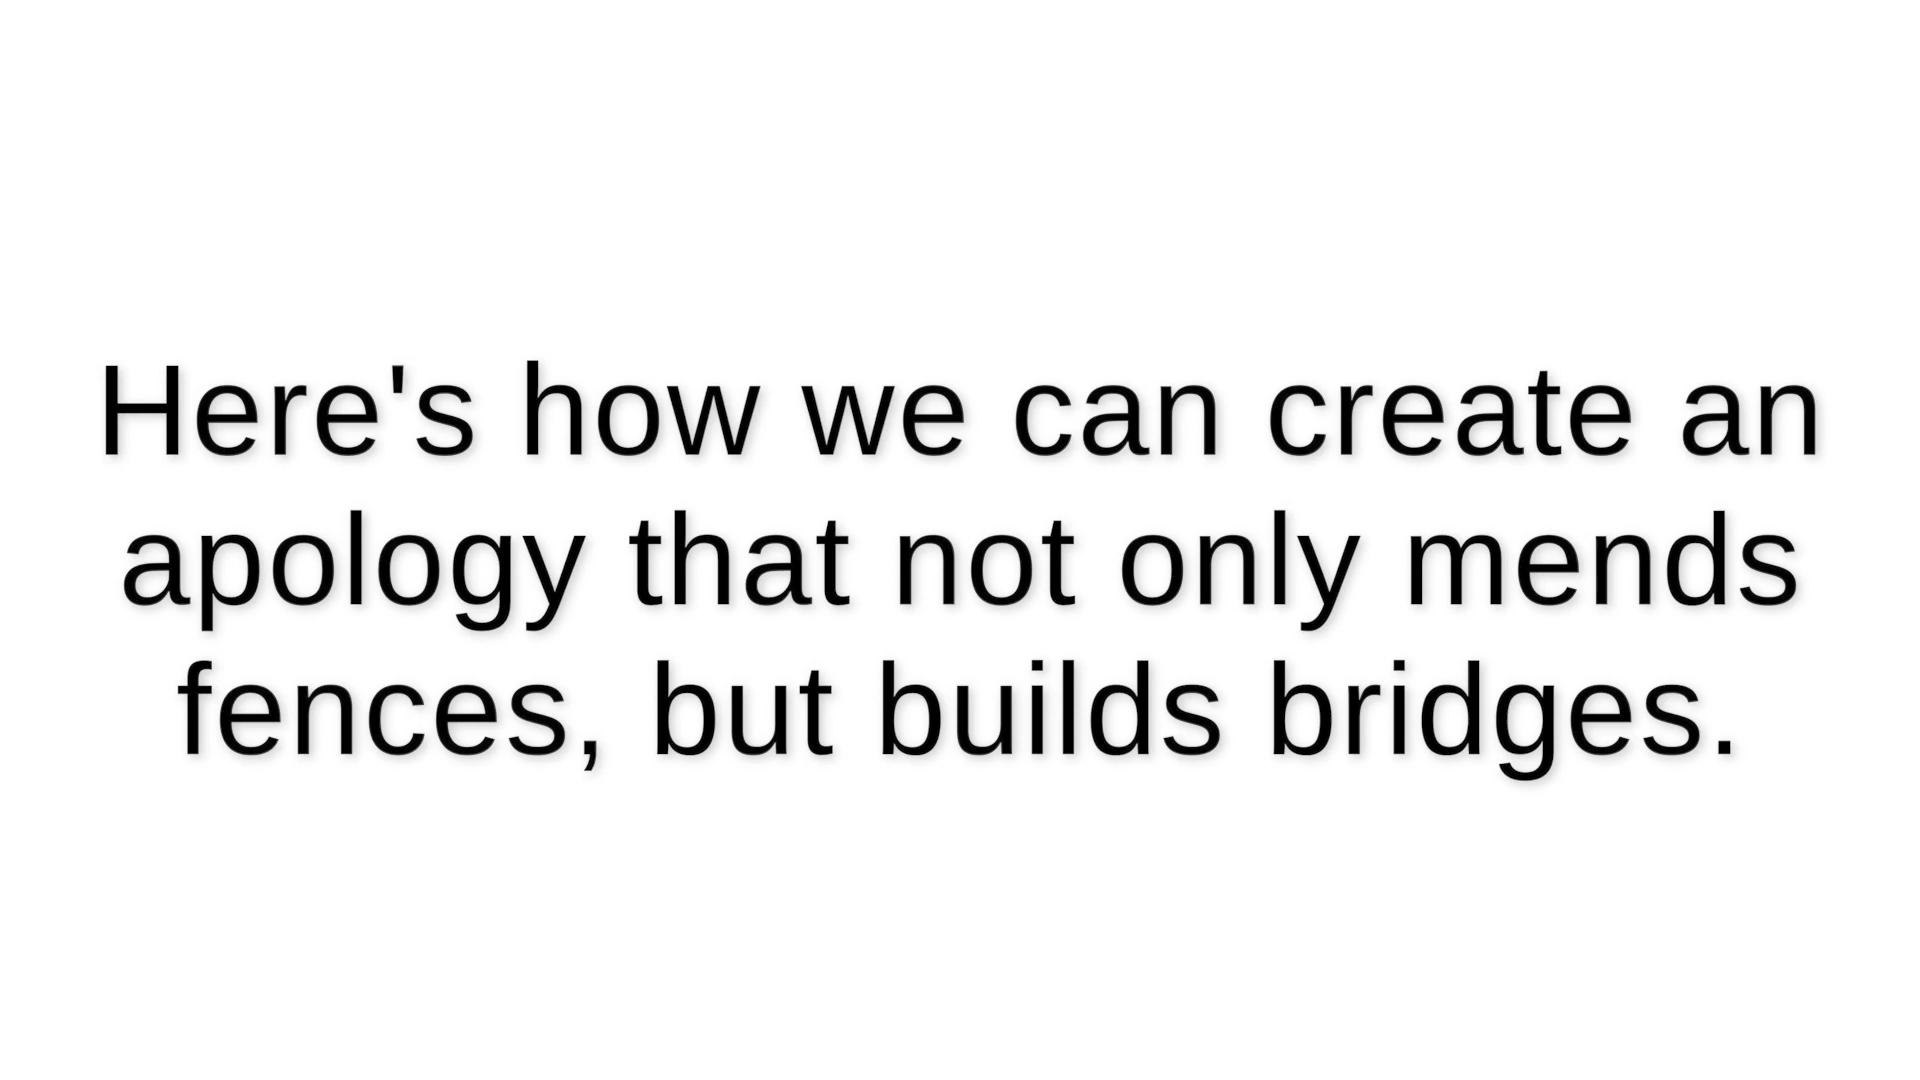 Here's how we can create an
apology that not only mends
fences, but builds bridges.